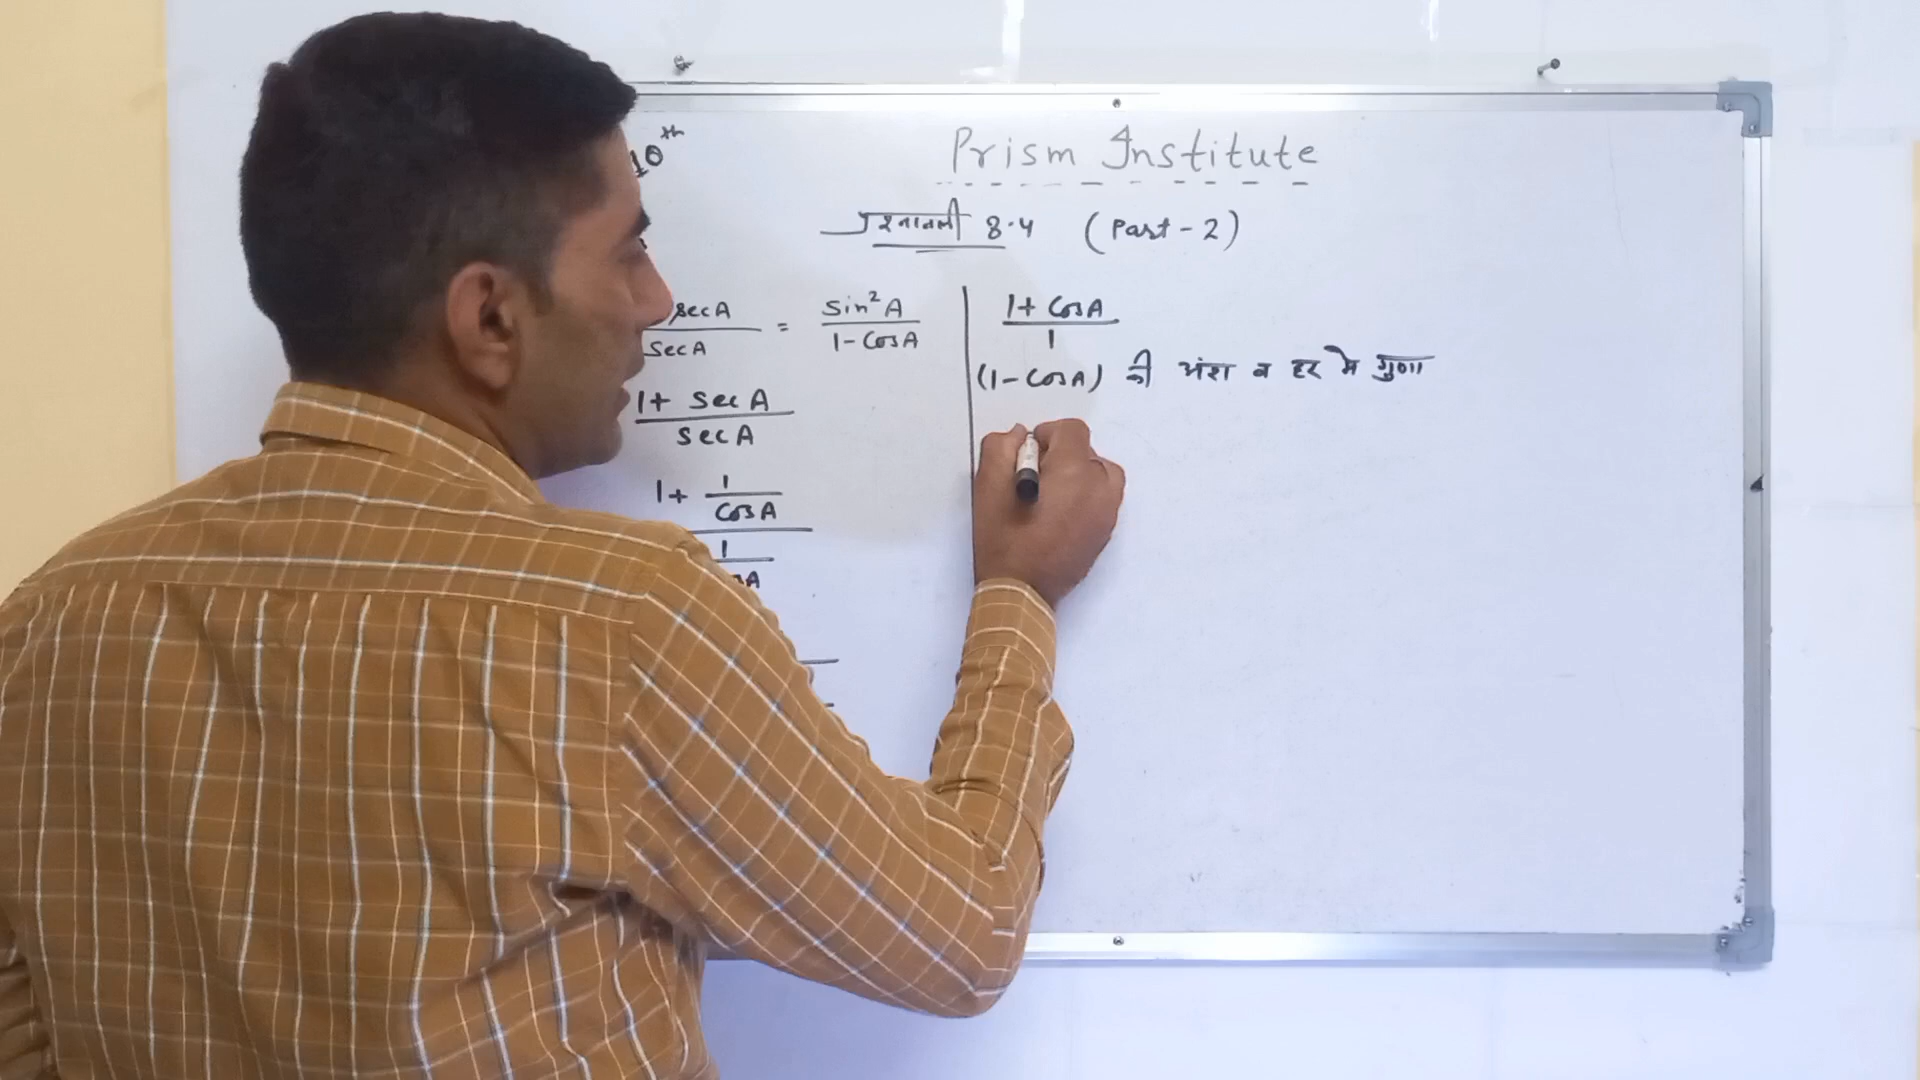 10th
Prism Institute
प्रश्नावली 8.4 (Part-2)
secA / secA = sin²A / 1-CosA
1+ secA / secA
1+ 1/CosA
1
A
1+ CosA / 1
(1-CosA) की अंश व हर मे गुणा